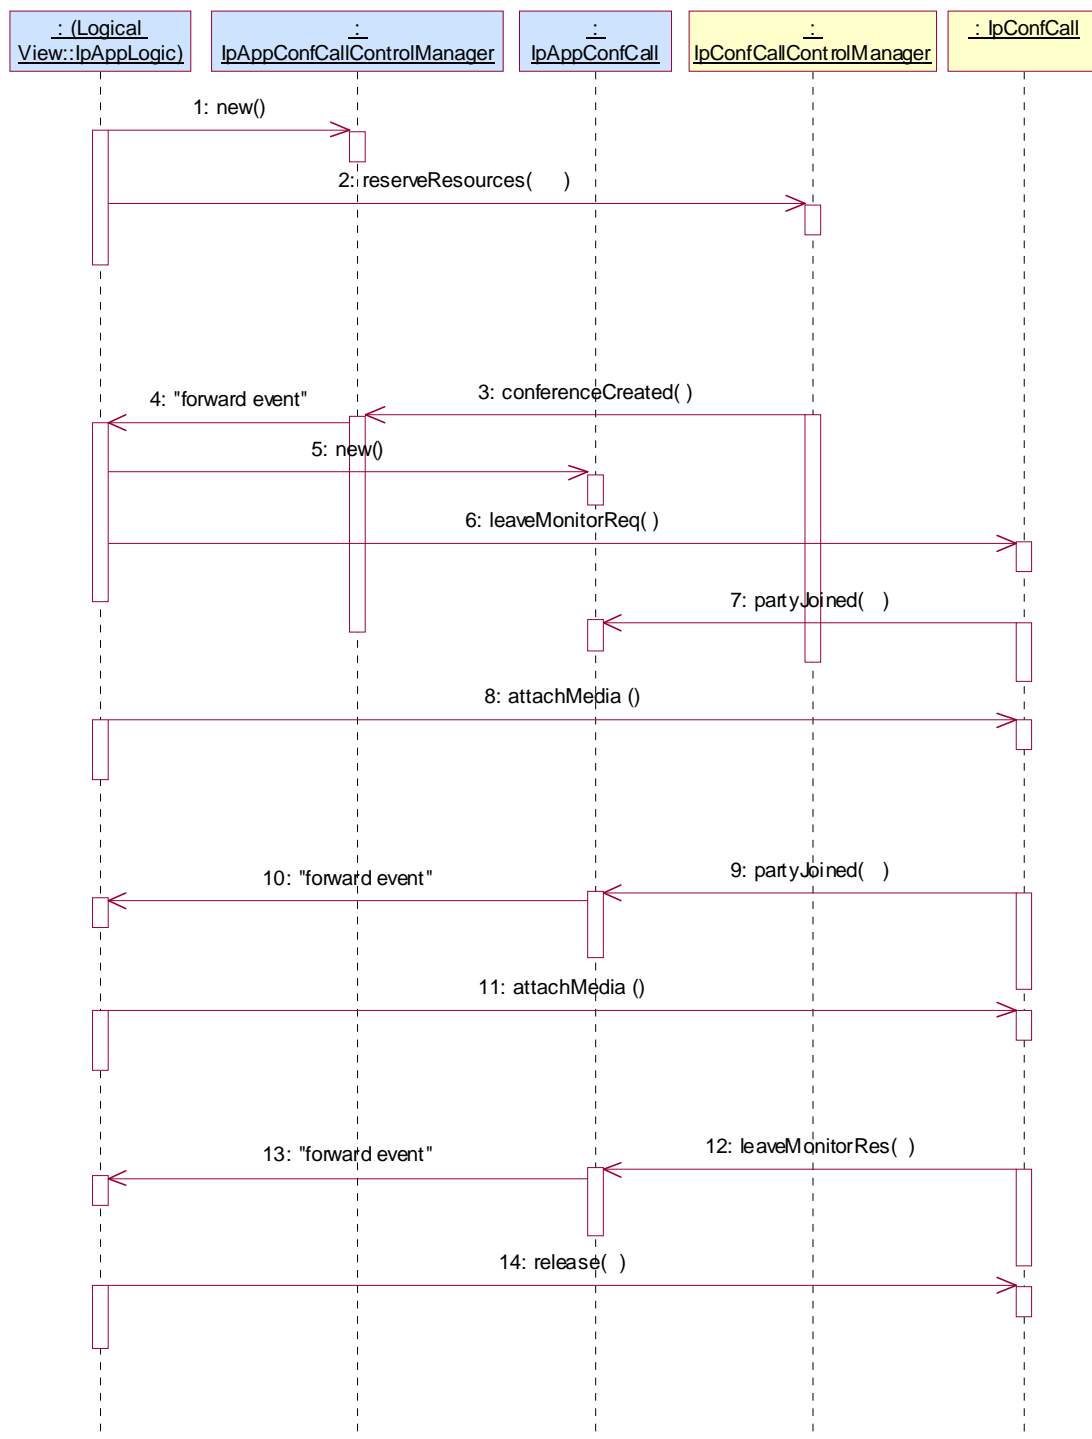 : (Logical
View::IpAppLogic)
:
IpAppConfCallControlManager
:
IpAppConfCall
:
IpConfCallControlManager
: IpConfCall
1: new()
2: reserveResources( )
3: conferenceCreated( )
4: "forward event"
5: new()
6: leaveMonitorReq( )
7: partyJoined( )
8: attachMedia ()
9: partyJoined( )
10: "forward event"
11: attachMedia ()
12: leaveMonitorRes( )
13: "forward event"
14: release( )